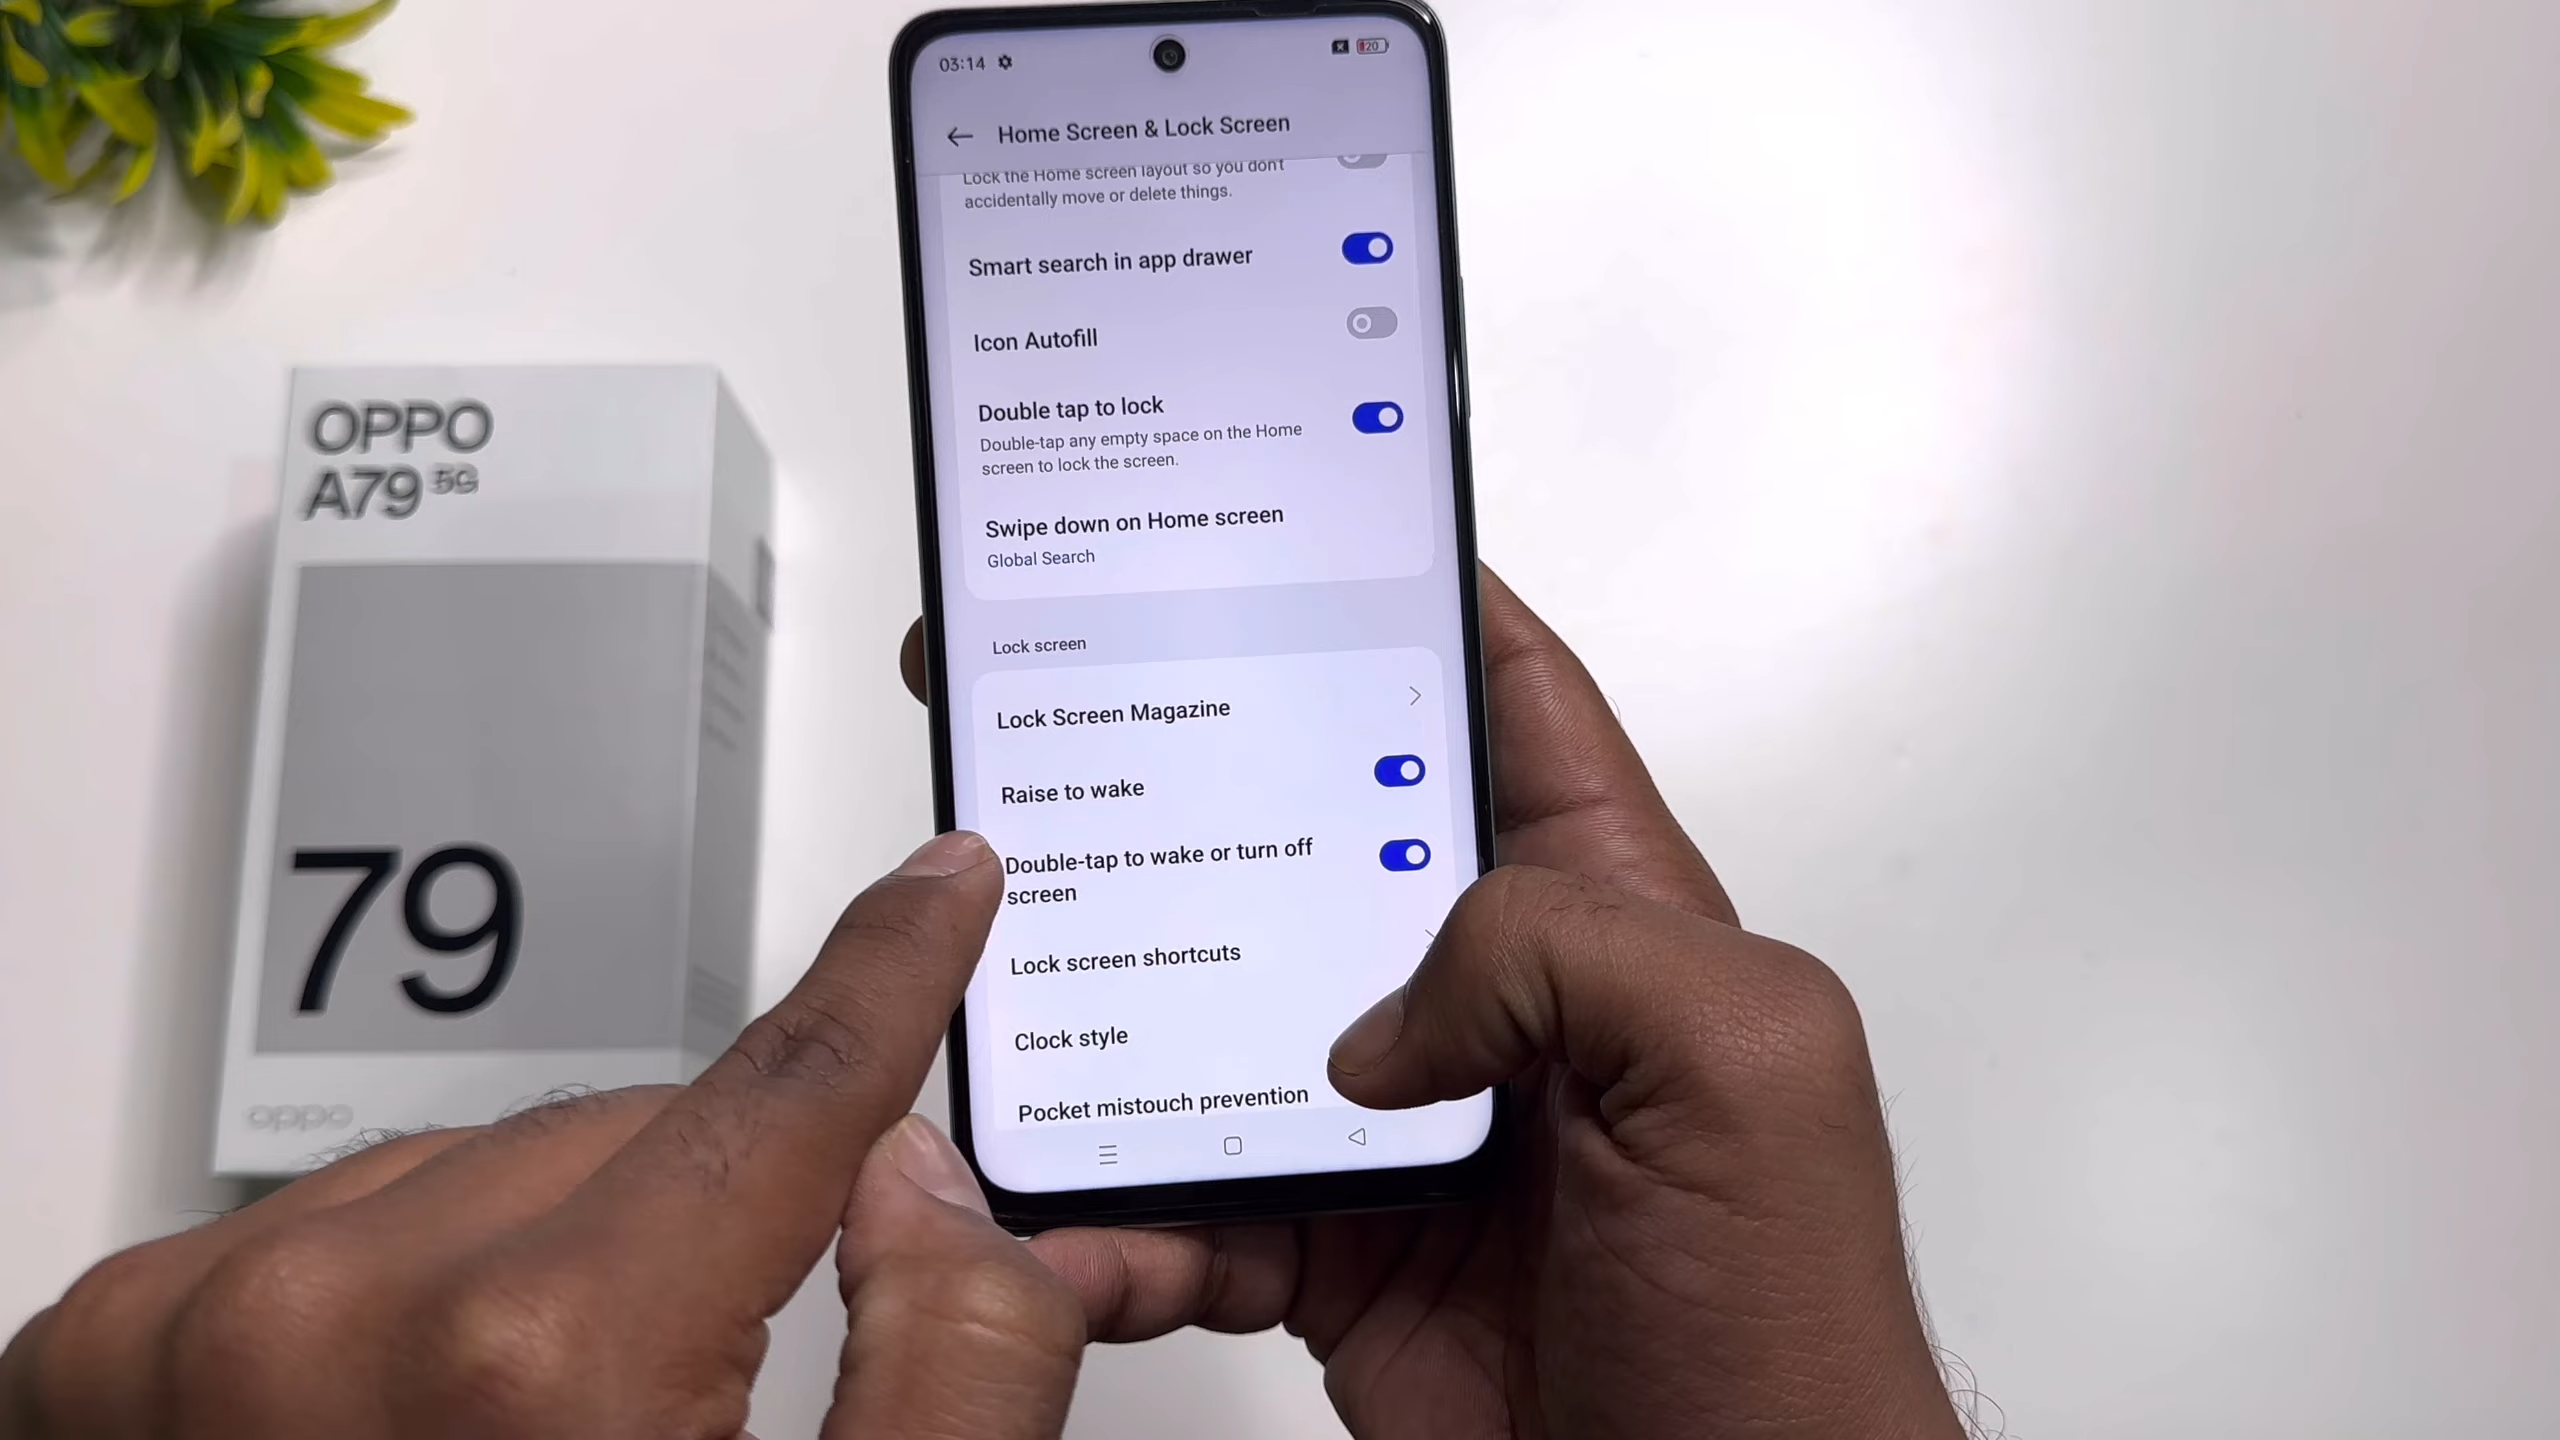 OPPO
A79 5G
79
oppo
03:14
20
Home Screen & Lock Screen
Lock the Home screen layout so you don't
accidentally move or delete things.
Smart search in app drawer
Icon Autofill
Double tap to lock
Double-tap any empty space on the Home
screen to lock the screen.
Swipe down on Home screen
Global Search
Lock screen
Lock Screen Magazine
Raise to wake
Double-tap to wake or turn off
screen
Lock screen shortcuts
Clock style
Pocket mistouch prevention